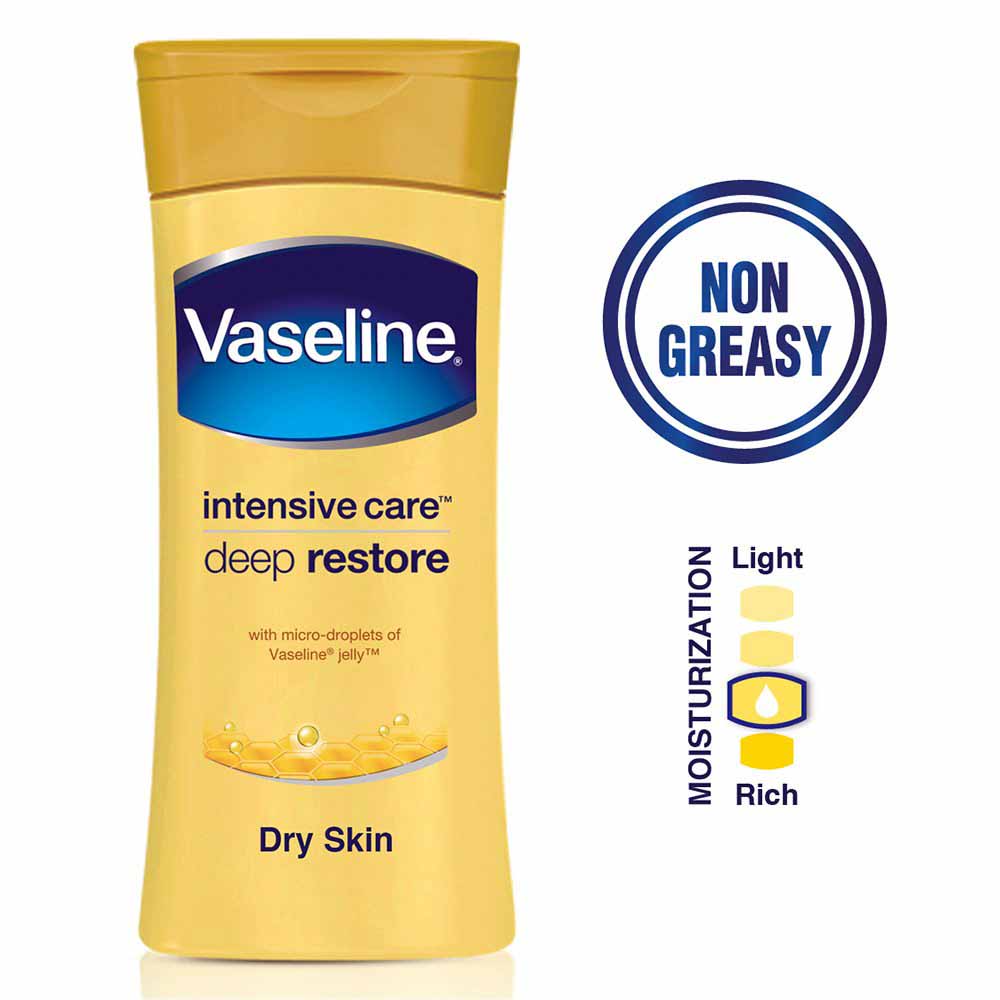 Vaseline®
intensive care™
deep restore
with micro-droplets of
Vaseline® jelly™
Dry Skin
NON
GREASY
MOISTURIZATION
Light
Rich